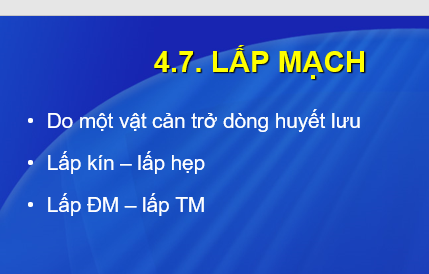 4.7. LẤP MẠCH
• Do một vật cản trở dòng huyết lưu
• Lấp kín – lấp hẹp
• Lấp ĐM – lấp TM